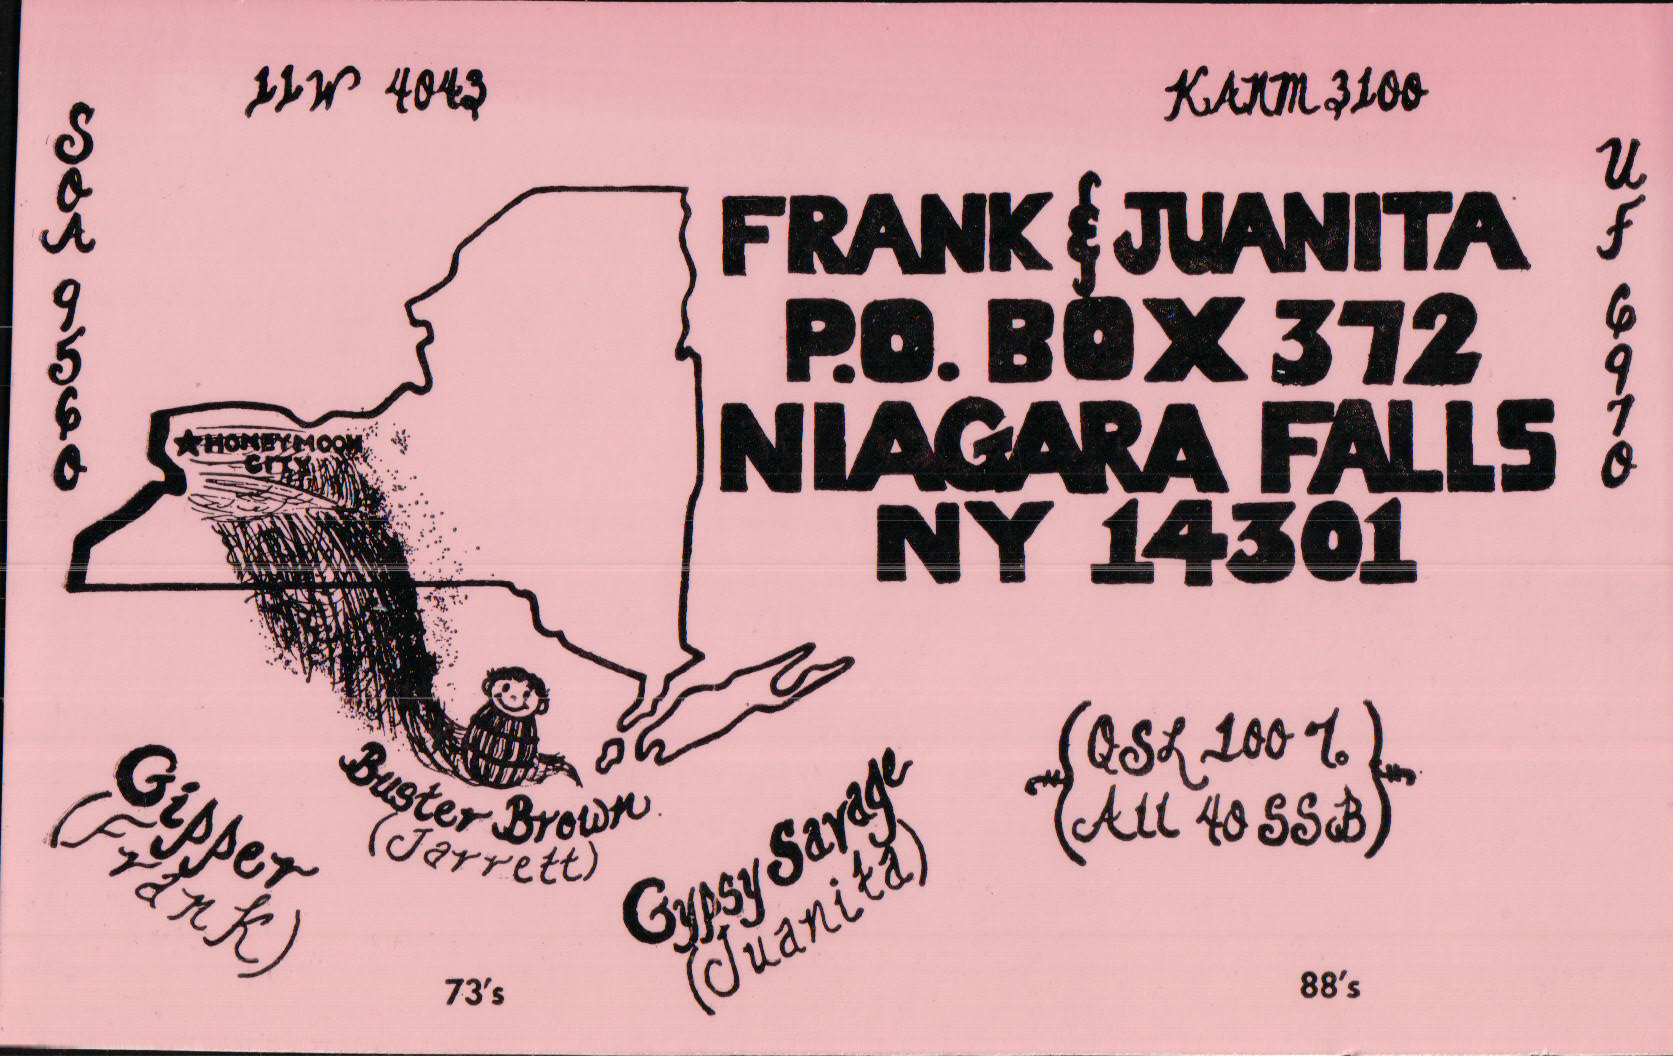 11W 4043
KANM 3100
SOA 9560
UF 6970
FRANK & JUANITA
P.O. BOX 372
NIAGARA FALLS
NY 14301
★ HONEYMOON
CITY
Gipper
(Frank)
Buster Brown
(Jarrett)
Gypsy Savage
(Juanita)
QSL 100%
All 40 SSB
73's
88's